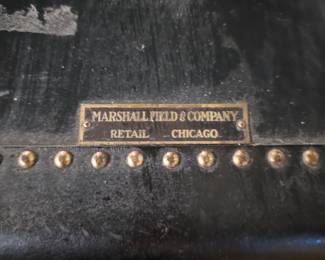 MARSHALL FIELD & COMPANY
RETAIL CHICAGO